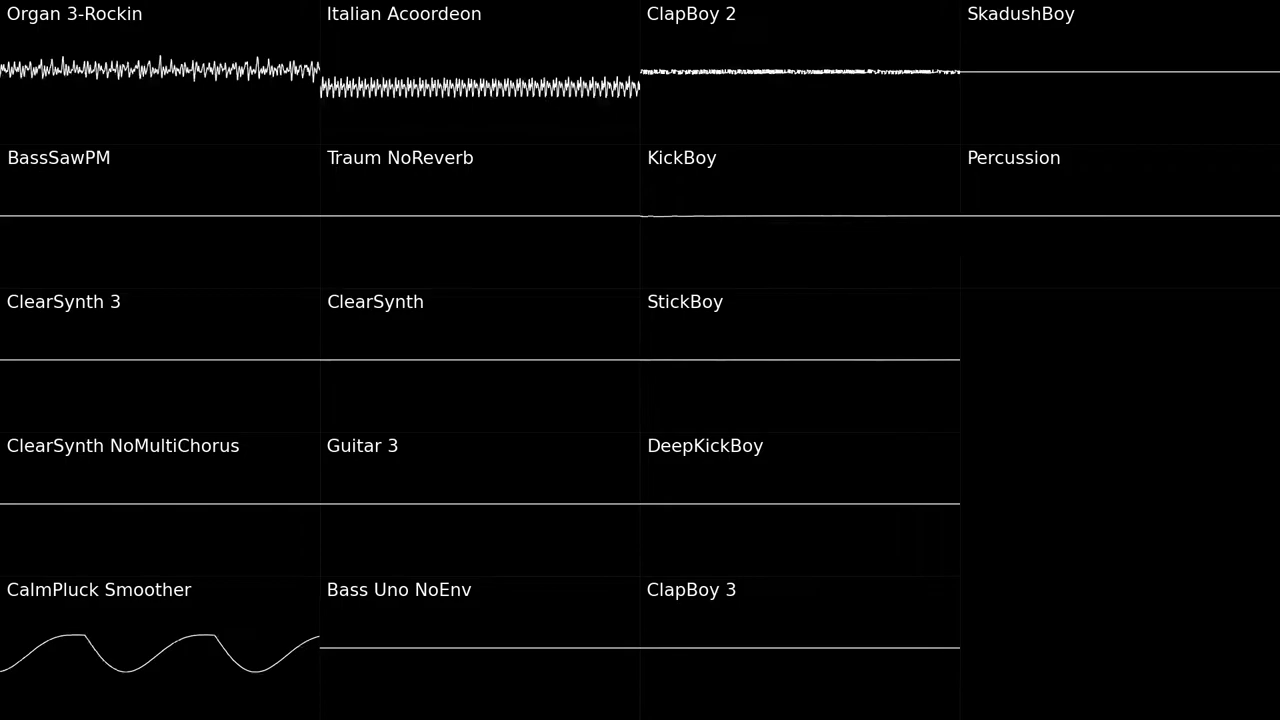 Organ 3-Rockin
Italian Acoordeon
ClapBoy 2
SkadushBoy
BassSawPM
Traum NoReverb
KickBoy
Percussion
ClearSynth 3
ClearSynth
StickBoy
ClearSynth NoMultiChorus
Guitar 3
DeepKickBoy
CalmPluck Smoother
Bass Uno NoEnv
ClapBoy 3